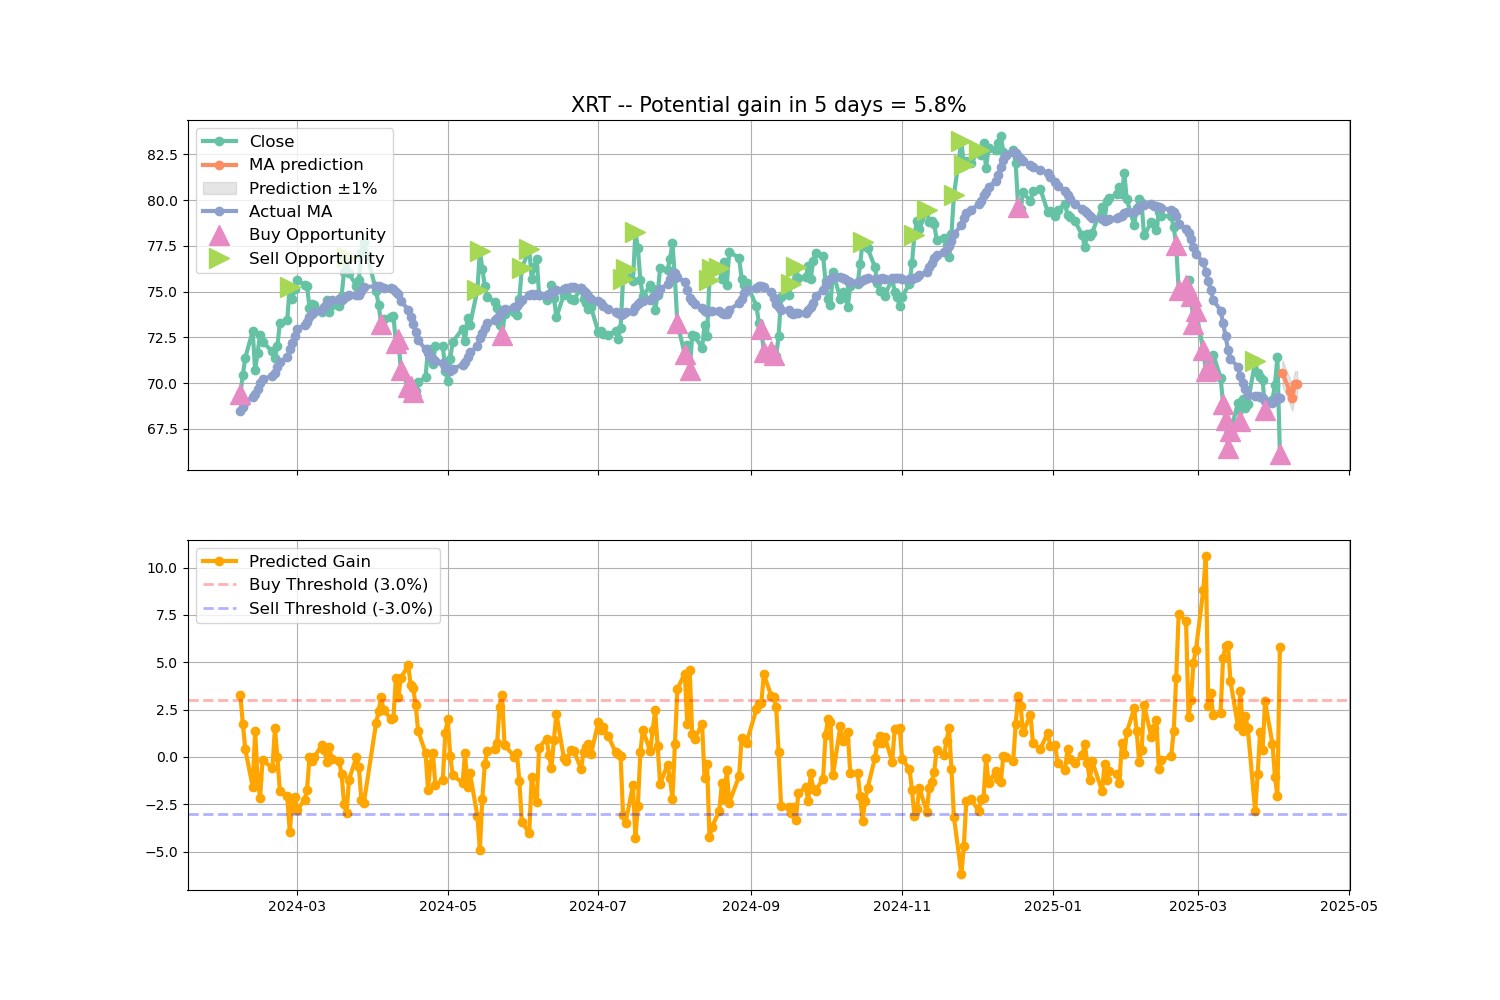 XRT -- Potential gain in 5 days = 5.8%
Close
MA prediction
Prediction ±1%
Actual MA
Buy Opportunity
Sell Opportunity
82.5
80.0
77.5
75.0
72.5
70.0
67.5
Predicted Gain
Buy Threshold (3.0%)
Sell Threshold (-3.0%)
10.0
7.5
5.0
2.5
0.0
−2.5
−5.0
2024-03 2024-05 2024-07 2024-09 2024-11 2025-01 2025-03 2025-05